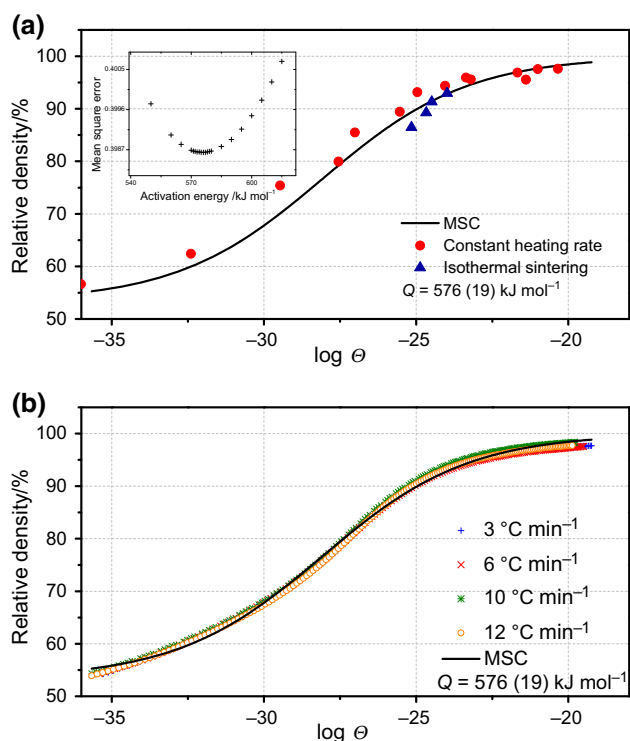 (a)
100
90
80
70
60
50
Relative density/%
0.4005
0.3996
0.3987
Mean square error
540
570
600
Activation energy /kJ mol⁻¹
MSC
Constant heating rate
Isothermal sintering
Q = 576 (19) kJ mol⁻¹
−35
−30
−25
−20
log Θ
(b)
100
90
80
70
60
50
Relative density/%
3 °C min⁻¹
6 °C min⁻¹
10 °C min⁻¹
12 °C min⁻¹
MSC
Q = 576 (19) kJ mol⁻¹
−35
−30
−25
−20
log Θ